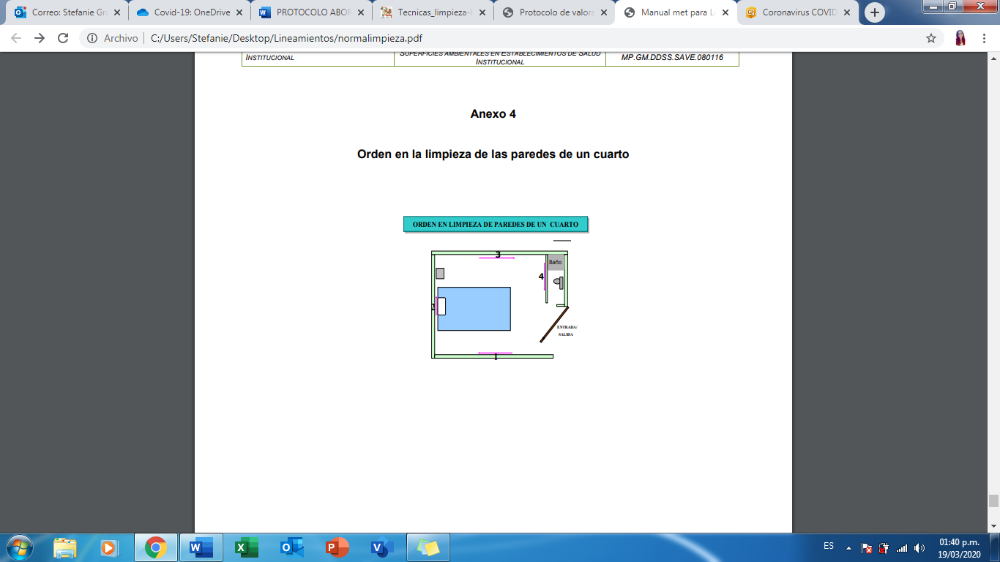 Correo: Stefanie Gra
Covid-19: OneDrive
PROTOCOLO ABOR
Tecnicas_limpieza-
Protocolo de valora
Manual met para Li
Coronavirus COVID
Archivo
C:/Users/Stefanie/Desktop/Lineamientos/normalimpieza.pdf
INSTITUCIONAL
SUPERFICIES AMBIENTALES EN ESTABLECIMIENTOS DE SALUD
INSTITUCIONAL
MP.GM.DDSS.SAVE.080116
Anexo 4
Orden en la limpieza de las paredes de un cuarto
ORDEN EN LIMPIEZA DE PAREDES DE UN CUARTO
3
Baño
4
2
ENTRADA/
SALIDA
1
ES
01:40 p.m.
19/03/2020